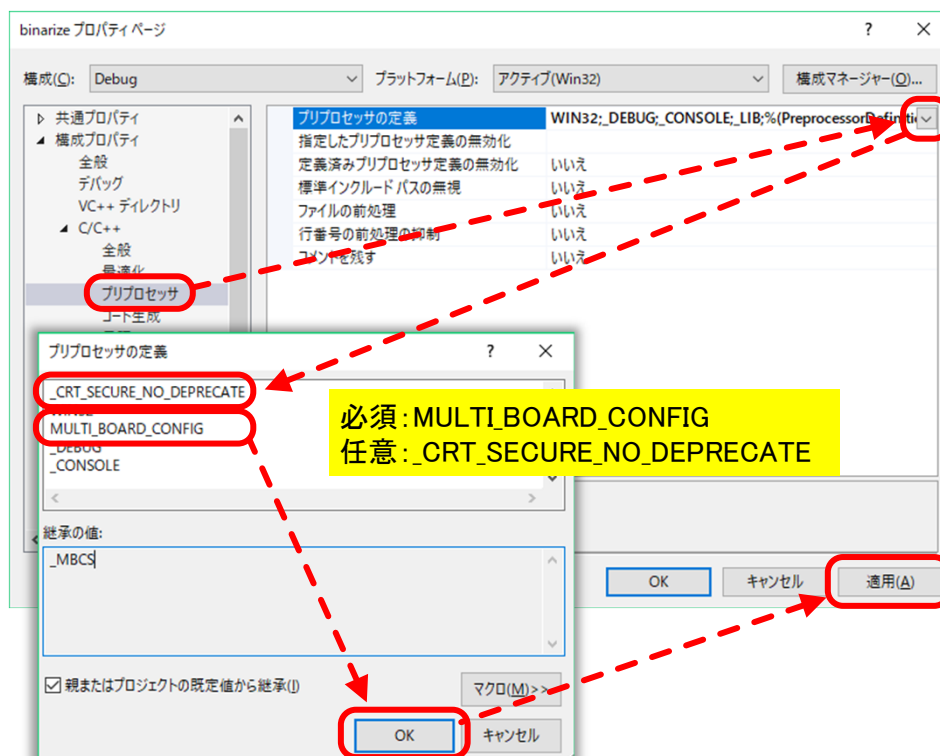 binarize プロパティ ページ ? ×
構成(C): Debug プラットフォーム(P): アクティブ(Win32) 構成マネージャー(O)...
共通プロパティ
構成プロパティ
全般
デバッグ
VC++ ディレクトリ
C/C++
全般
最適化
プリプロセッサ
コード生成
プリプロセッサの定義 WIN32;_DEBUG;_CONSOLE;_LIB;%(PreprocessorDefiniti
指定したプリプロセッサ定義の無効化
定義済みプリプロセッサ定義の無効化 いいえ
標準インクルード パスの無視 いいえ
ファイルの前処理 いいえ
行番号の前処理の抑制 いいえ
コメントを残す いいえ
プリプロセッサの定義 ? ×
_CRT_SECURE_NO_DEPRECATE
WIN32
MULTI_BOARD_CONFIG
_DEBUG
_CONSOLE
必須：MULTI_BOARD_CONFIG
任意：_CRT_SECURE_NO_DEPRECATE
継承の値:
_MBCS
親またはプロジェクトの既定値から継承(I)
マクロ(M)>>
OK キャンセル
OK キャンセル 適用(A)